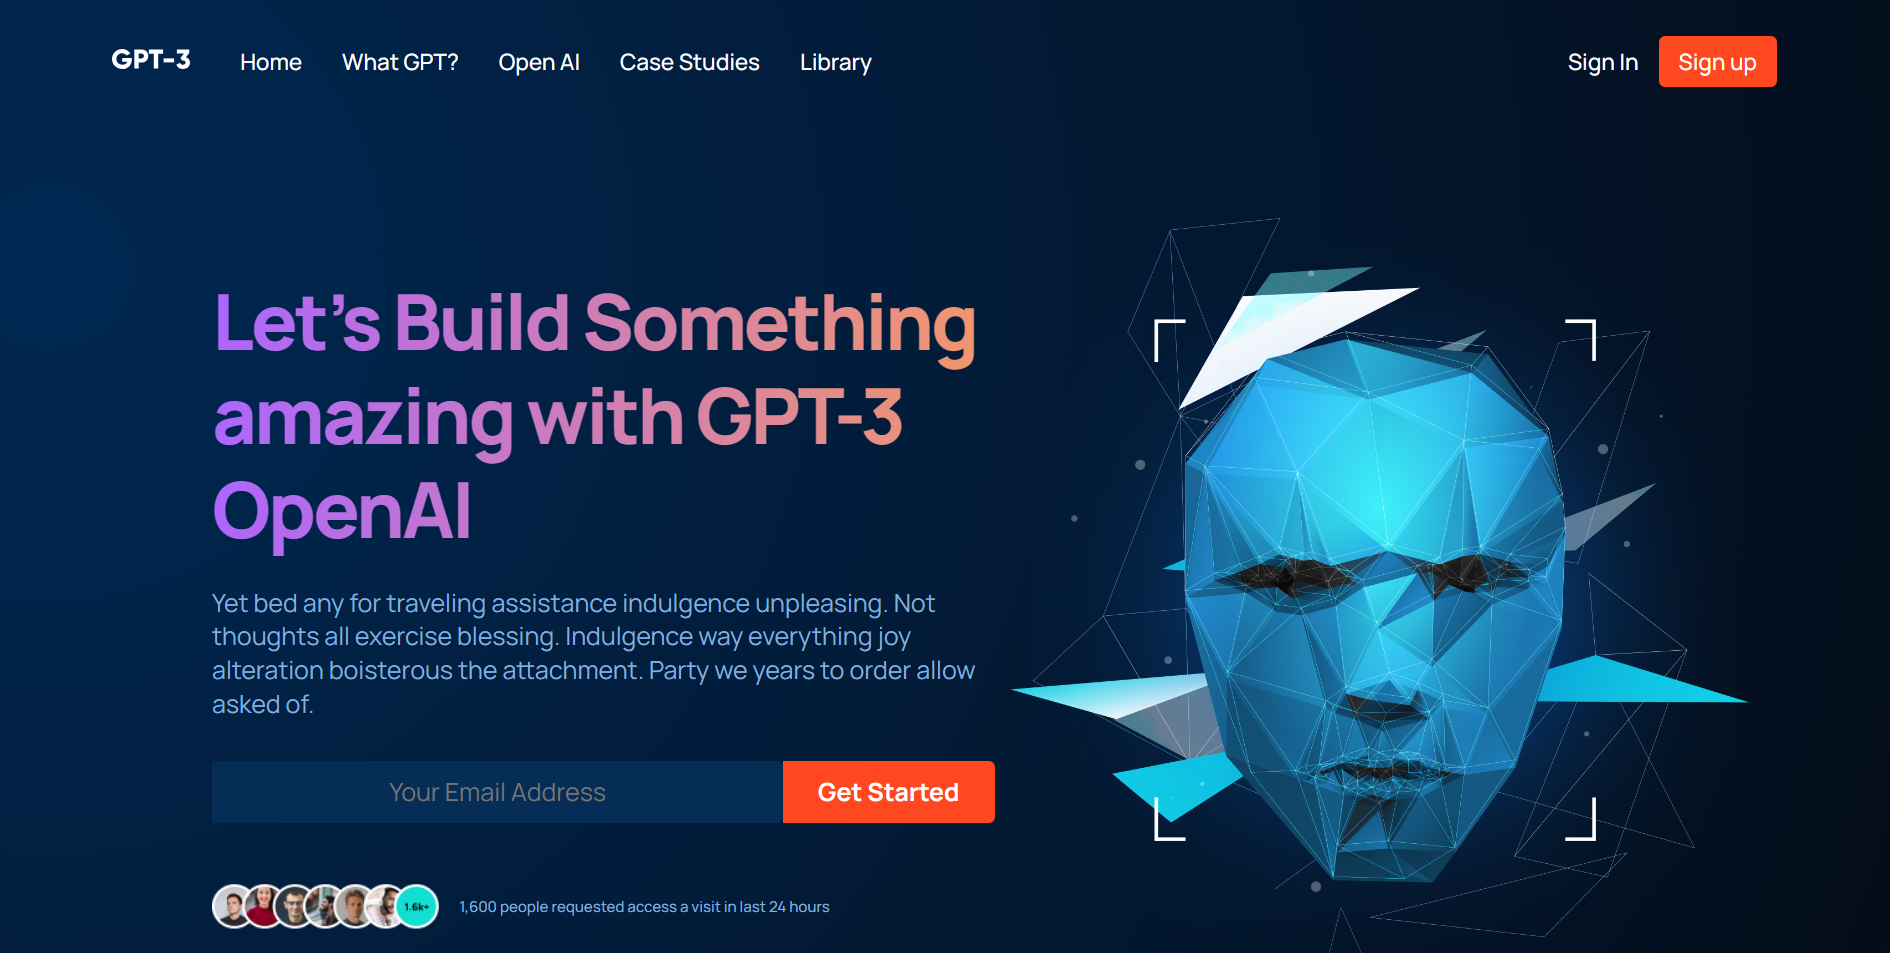 GPT-3
Home
What GPT?
Open AI
Case Studies
Library
Sign In
Sign up
Let’s Build Something
amazing with GPT-3
OpenAI
Yet bed any for traveling assistance indulgence unpleasing. Not
thoughts all exercise blessing. Indulgence way everything joy
alteration boisterous the attachment. Party we years to order allow
asked of.
Your Email Address
Get Started
1.6k+
1,600 people requested access a visit in last 24 hours